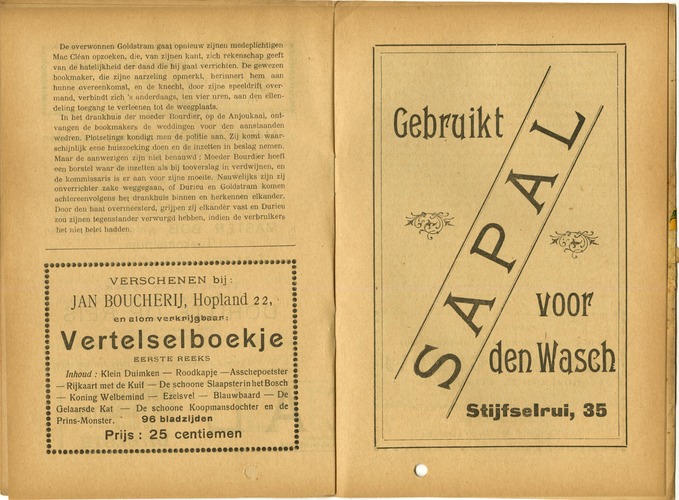 De overwonnen Goldstram gaat opnieuw zijnen medeplichtigen
Mac Cléan opzoeken, die, van zijnen kant, zich rekenschap geeft
van de hatelijkheid der daad die hij gaat verrichten. De gewezen
bookmaker, die zijne aarzeling opmerkt, herinnert hem aan
hunne overeenkomst, en de knecht, door zijne speeldrift over-
mand, verbindt zich 's anderdaags, ten vier uren, aan den ellen-
deling toegang te verleenen tot de weegplaats.
In het drankhuis der moeder Bourdier, op de Anjoukaai, ont-
vangen de bookmakers de weddingen voor den aanstaanden
wedren. Plotselings kondigt men de politie aan. Zij komt waar-
schijnlijk eene huiszoeking doen en de inzetten in beslag nemen.
Maar de aanwezigen zijn niet benauwd : Moeder Bourdier heeft
een borstel waar de inzetten als bij tooverslag in verdwijnen, en
de kommissaris is er aan voor zijne moeite. Nauwelijks zijn zij
onverrichter zake weggegaan, of Durieu en Goldstram komen
achtereenvolgens het drankhuis binnen en herkennen elkander.
Door den haat overmeesterd, grijpen zij elkander vast en Durieu
zou zijnen tegenstander verwurgd hebben, indien de verbruikers
het niet belet hadden.
VERSCHENEN bij:
JAN BOUCHERIJ, Hopland 22,
en alom verkrijgbaar:
Vertelselboekje
EERSTE REEKS
Inhoud : Klein Duimken — Roodkapje — Asschepoetster
— Rijkaart met de Kuif — De schoone Slaapster in het Bosch
— Koning Welbemind — Ezelsvel — Blauwbaard — De
Gelaarsde Kat — De schoone Koopmansdochter en de
Prins-Monster. 96 bladzijden
Prijs : 25 centiemen
Gebruikt
SAPAL
voor
den Wasch
Stijfselrui, 35